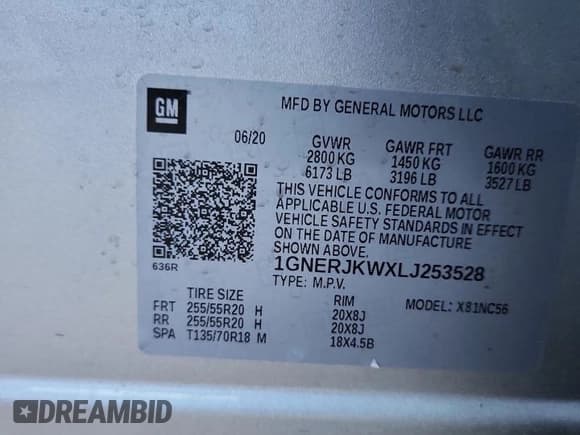 GM
MFD BY GENERAL MOTORS LLC
06/20 GVWR GAWR FRT GAWR RR
2800 KG 1450 KG 1600 KG
6173 LB 3196 LB 3527 LB
THIS VEHICLE CONFORMS TO ALL
APPLICABLE U.S. FEDERAL MOTOR
VEHICLE SAFETY STANDARDS IN EFFECT
ON THE DATE OF MANUFACTURE
SHOWN ABOVE.
636R
1GNERJKWXLJ253528
TYPE: M.P.V. MODEL: X81NC56
TIRE SIZE RIM
FRT 255/55R20 H 20X8J
RR 255/55R20 H 20X8J
SPA T135/70R18 M 18X4.5B
DREAMBID